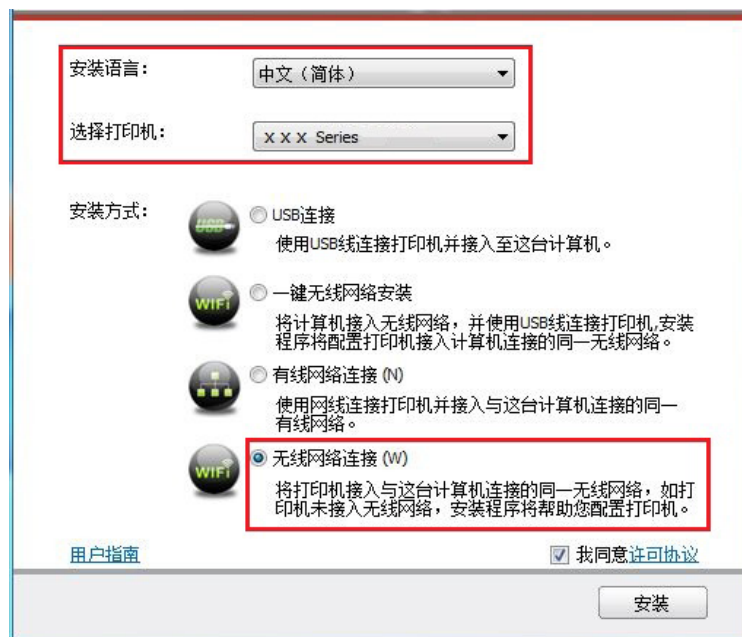 安装语言：
中文（简体）
选择打印机：
x x x Series
安装方式：
USB
USB连接
使用USB线连接打印机并接入至这台计算机。
WiFi
一键无线网络安装
将计算机接入无线网络，并使用USB线连接打印机,安装
程序将配置打印机接入计算机连接的同一无线网络。
有线网络连接 (N)
使用网线连接打印机并接入与这台计算机连接的同一
有线网络。
WiFi
无线网络连接 (W)
将打印机接入与这台计算机连接的同一无线网络，如打
印机未接入无线网络，安装程序将帮助您配置打印机。
用户指南
我同意许可协议
安装